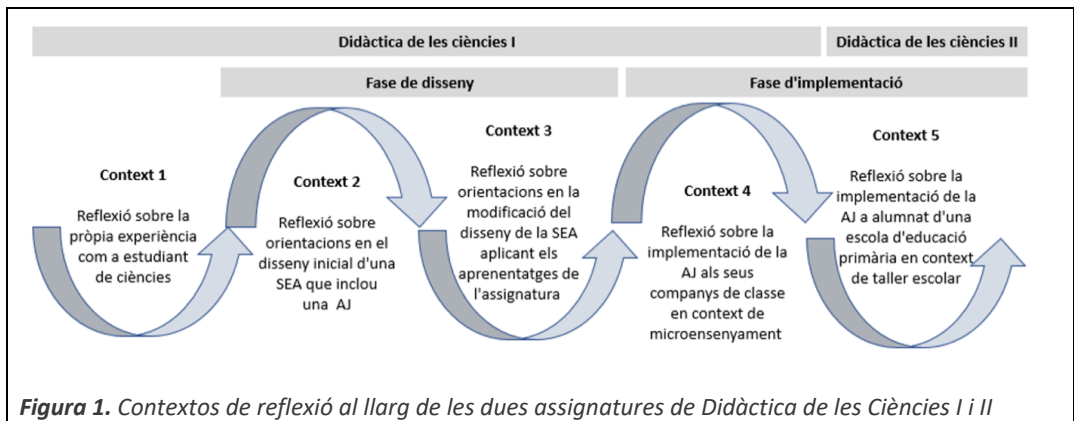 Didàctica de les ciències I
Didàctica de les ciències II
Fase de disseny
Fase d'implementació
Context 1
Reflexió sobre la
pròpia experiència
com a estudiant
de ciències
Context 2
Reflexió sobre
orientacions en el
disseny inicial d'una
SEA que inclou
una AJ
Context 3
Reflexió sobre
orientacions en la
modificació del
disseny de la SEA
aplicant els
aprenentatges de
l'assignatura
Context 4
Reflexió sobre la
implementació de la
AJ als seus
companys de classe
en context de
microensenyament
Context 5
Reflexió sobre la
implementació de la
AJ a alumnat d'una
escola d'educació
primària en context
de taller escolar
Figura 1. Contextos de reflexió al llarg de les dues assignatures de Didàctica de les Ciències I i II